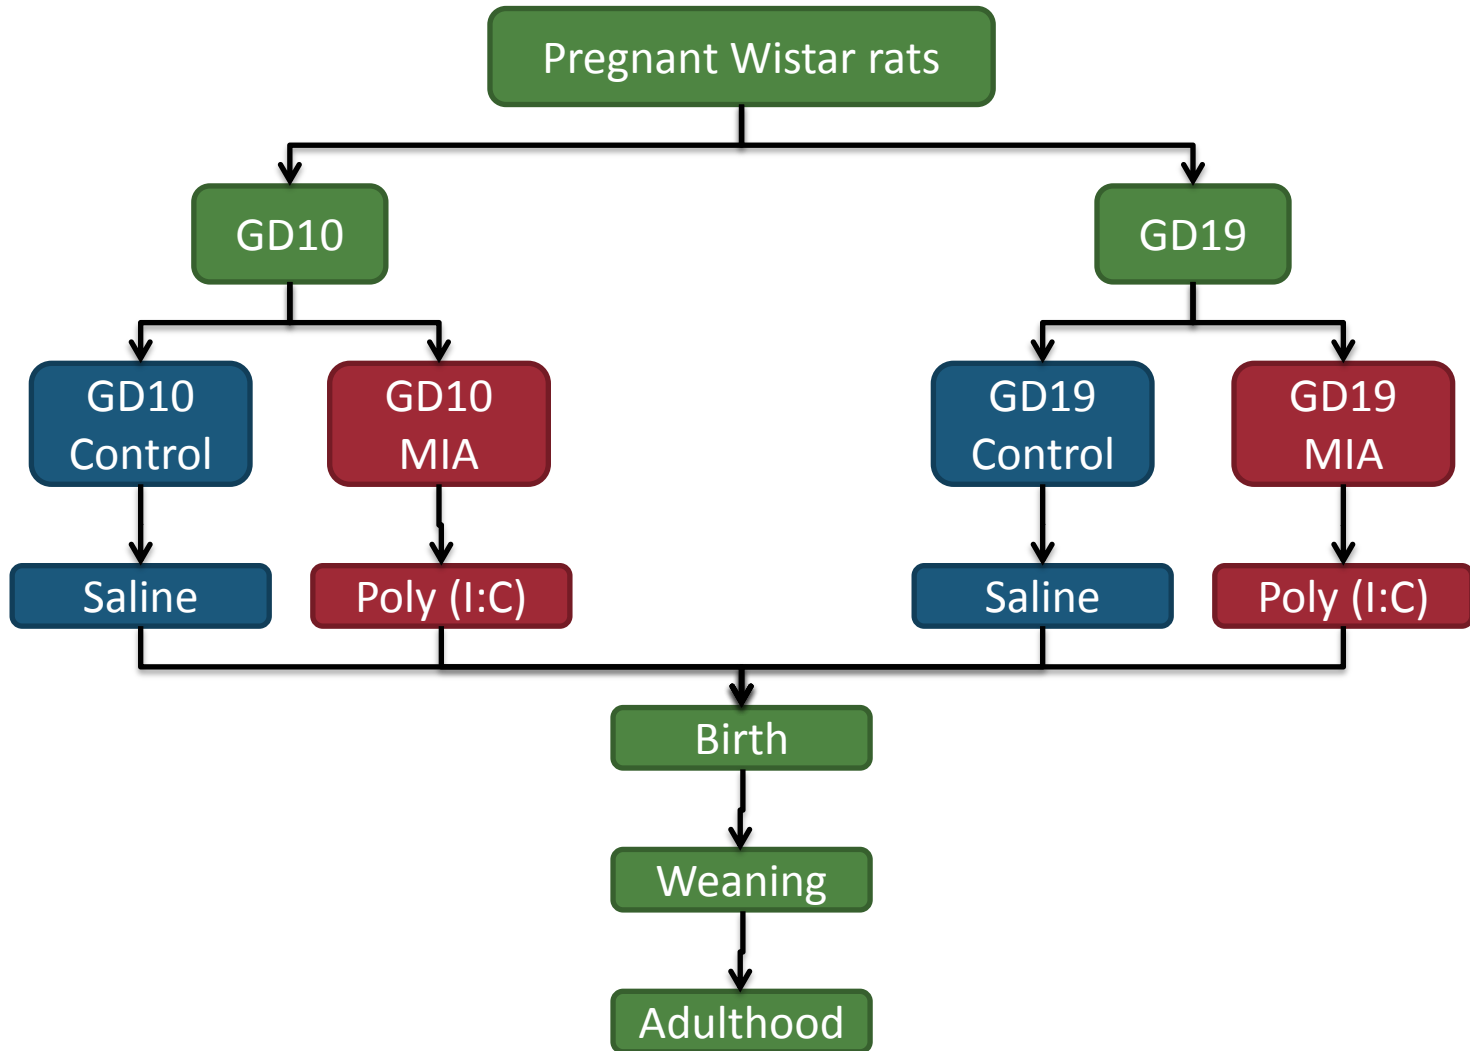 Pregnant Wistar rats
GD10
GD19
GD10
Control
GD10
MIA
GD19
Control
GD19
MIA
Saline
Poly (I:C)
Saline
Poly (I:C)
Birth
Weaning
Adulthood